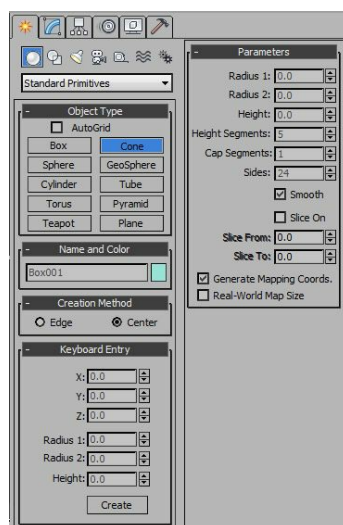 Standard Primitives
- Object Type
AutoGrid
Box Cone
Sphere GeoSphere
Cylinder Tube
Torus Pyramid
Teapot Plane
- Name and Color
Box001
- Creation Method
Edge Center
- Keyboard Entry
X: 0.0
Y: 0.0
Z: 0.0
Radius 1: 0.0
Radius 2: 0.0
Height: 0.0
Create
- Parameters
Radius 1: 0.0
Radius 2: 0.0
Height: 0.0
Height Segments: 5
Cap Segments: 1
Sides: 24
Smooth
Slice On
Slice From: 0.0
Slice To: 0.0
Generate Mapping Coords.
Real-World Map Size